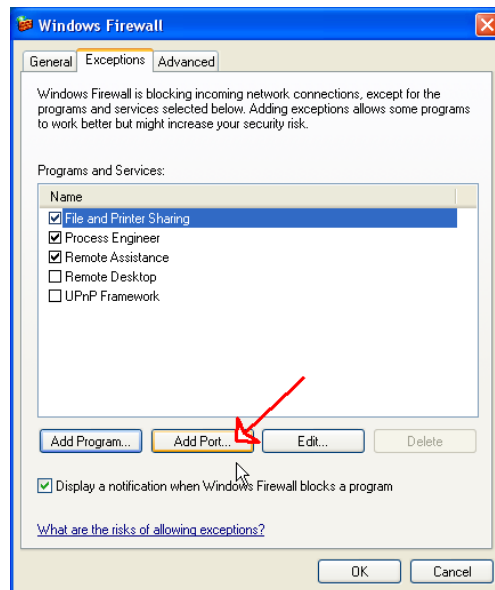 Windows Firewall
General Exceptions Advanced
Windows Firewall is blocking incoming network connections, except for the
programs and services selected below. Adding exceptions allows some programs
to work better but might increase your security risk.
Programs and Services:
Name
File and Printer Sharing
Process Engineer
Remote Assistance
Remote Desktop
UPnP Framework
Add Program... Add Port... Edit... Delete
Display a notification when Windows Firewall blocks a program
What are the risks of allowing exceptions?
OK Cancel